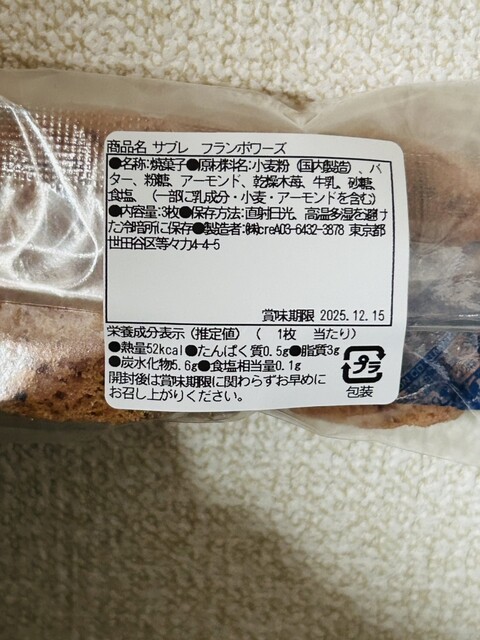 商品名 サブレ フランボワーズ
●名称:焼菓子●原材料名:小麦粉（国内製造）、バ
ター、粉糖、アーモンド、乾燥木苺、牛乳、砂糖、
食塩、（一部に乳成分・小麦・アーモンドを含む）
●内容量:3枚●保存方法:直射日光、高温多湿を避け
た冷暗所に保存●製造者:㈱creA03-6432-3878 東京都
世田谷区等々力4-4-5
賞味期限 2025.12.15
栄養成分表示（推定値）（ 1枚 当たり）
●熱量52kcal●たんぱく質0.5g●脂質3g
●炭水化物5.6g●食塩相当量0.1g
開封後は賞味期限に関わらずお早めに
お召し上がりください。
プラ
包装